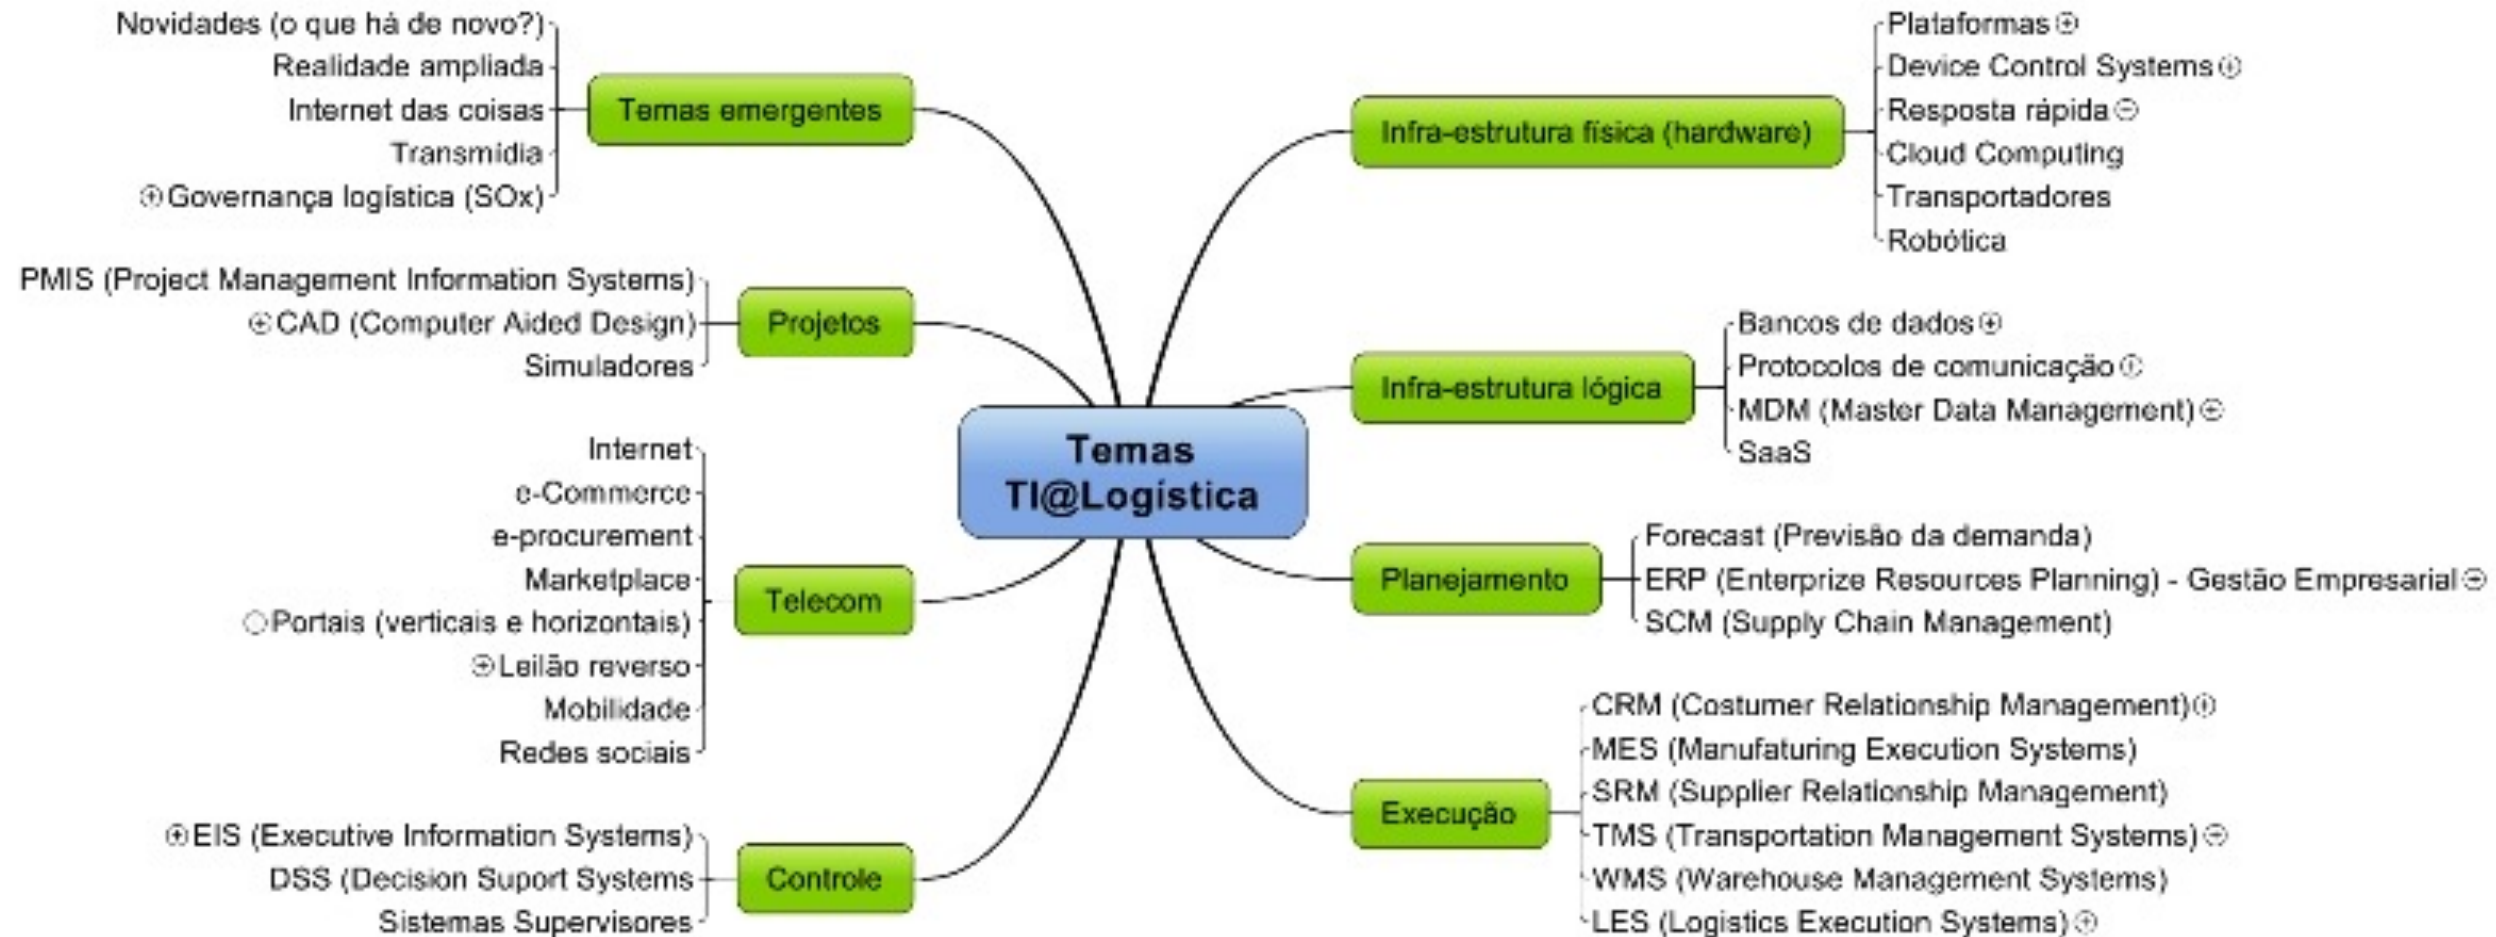 Temas
TI@Logística
Temas emergentes
Novidades (o que há de novo?)
Realidade ampliada
Internet das coisas
Transmídia
Governança logística (SOx)
Projetos
PMIS (Project Management Information Systems)
CAD (Computer Aided Design)
Simuladores
Telecom
Internet
e-Commerce
e-procurement
Marketplace
Portais (verticais e horizontais)
Leilão reverso
Mobilidade
Redes sociais
Controle
EIS (Executive Information Systems)
DSS (Decision Suport Systems
Sistemas Supervisores
Infra-estrutura física (hardware)
Plataformas
Device Control Systems
Resposta rápida
Cloud Computing
Transportadores
Robótica
Infra-estrutura lógica
Bancos de dados
Protocolos de comunicação
MDM (Master Data Management)
SaaS
Planejamento
Forecast (Previsão da demanda)
ERP (Enterprize Resources Planning) - Gestão Empresarial
SCM (Supply Chain Management)
Execução
CRM (Costumer Relationship Management)
MES (Manufaturing Execution Systems)
SRM (Supplier Relationship Management)
TMS (Transportation Management Systems)
WMS (Warehouse Management Systems)
LES (Logistics Execution Systems)